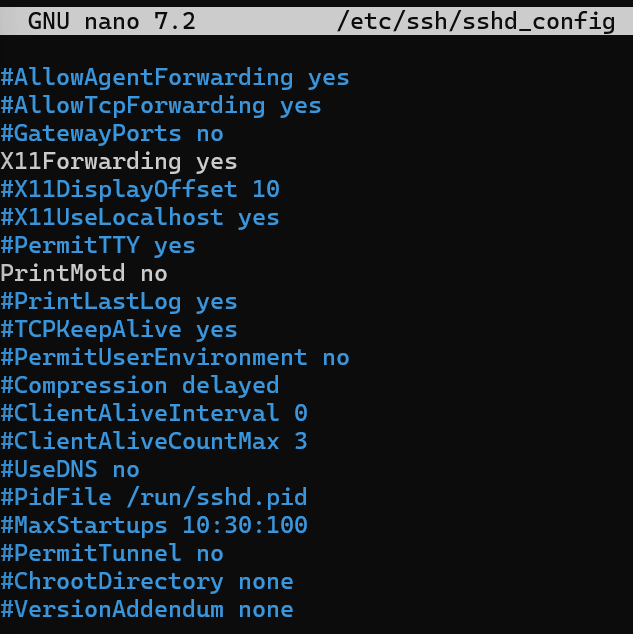 GNU nano 7.2 /etc/ssh/sshd_config
#AllowAgentForwarding yes
#AllowTcpForwarding yes
#GatewayPorts no
X11Forwarding yes
#X11DisplayOffset 10
#X11UseLocalhost yes
#PermitTTY yes
PrintMotd no
#PrintLastLog yes
#TCPKeepAlive yes
#PermitUserEnvironment no
#Compression delayed
#ClientAliveInterval 0
#ClientAliveCountMax 3
#UseDNS no
#PidFile /run/sshd.pid
#MaxStartups 10:30:100
#PermitTunnel no
#ChrootDirectory none
#VersionAddendum none